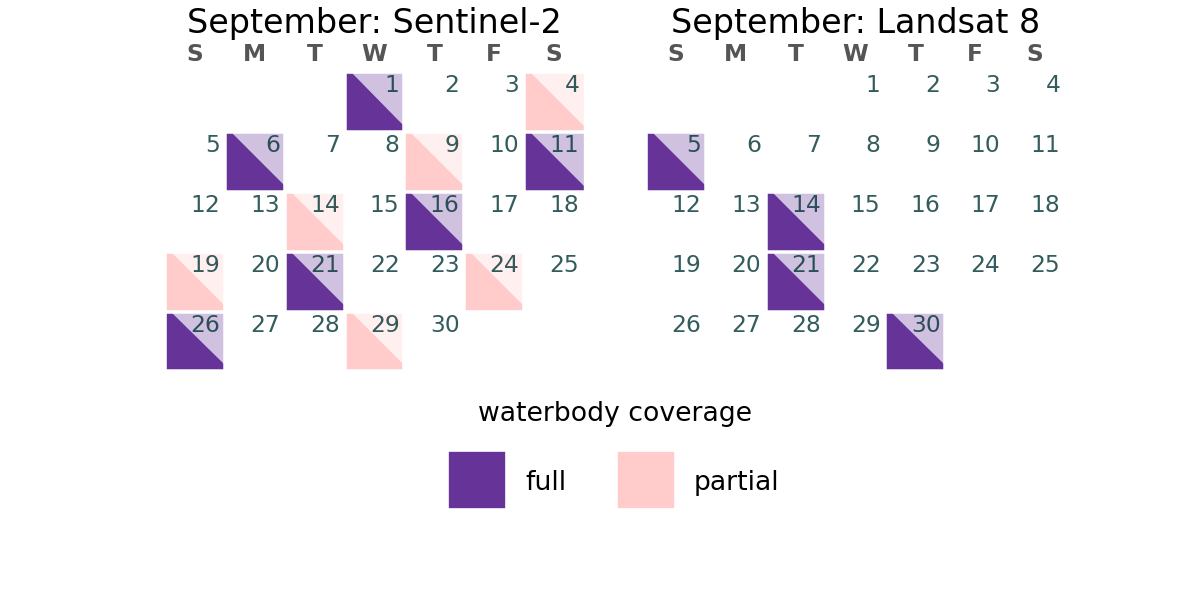 September: Sentinel-2
S M T W T F S
1 2 3 4
5 6 7 8 9 10 11
12 13 14 15 16 17 18
19 20 21 22 23 24 25
26 27 28 29 30
September: Landsat 8
S M T W T F S
1 2 3 4
5 6 7 8 9 10 11
12 13 14 15 16 17 18
19 20 21 22 23 24 25
26 27 28 29 30
waterbody coverage
full
partial